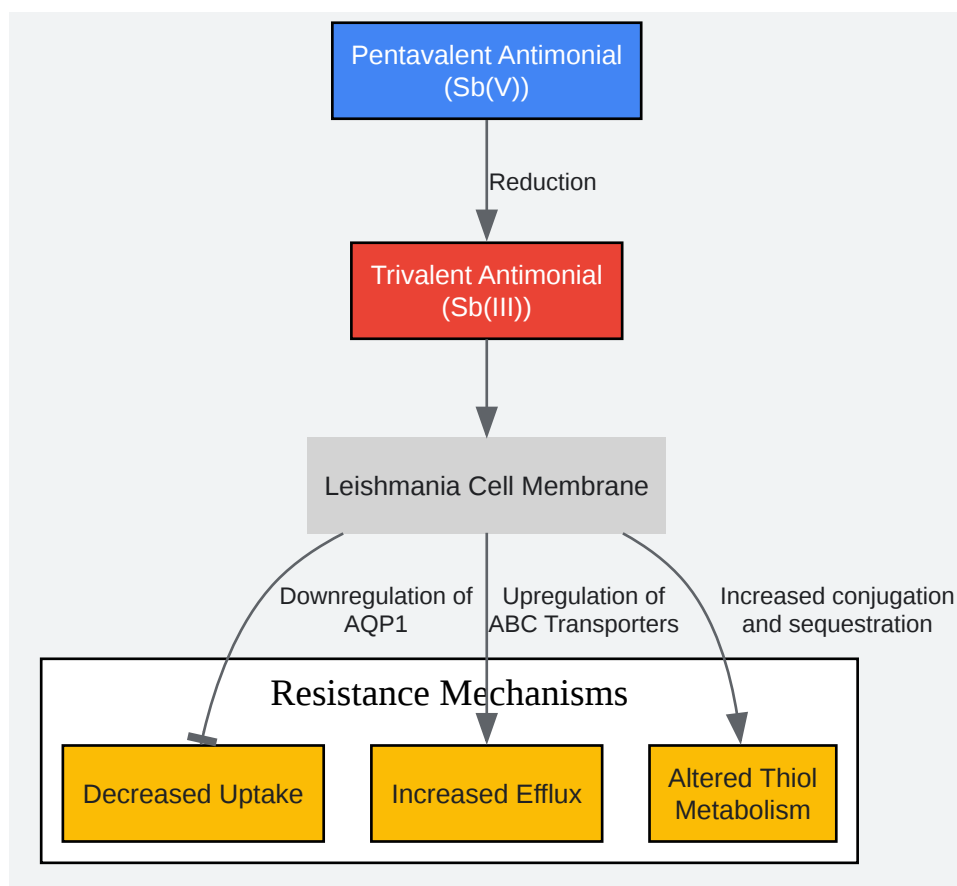 Pentavalent Antimonial
(Sb(V))
Reduction
Trivalent Antimonial
(Sb(III))
Leishmania Cell Membrane
Downregulation of
AQP1
Upregulation of
ABC Transporters
Increased conjugation
and sequestration
Resistance Mechanisms
Decreased Uptake
Increased Efflux
Altered Thiol
Metabolism